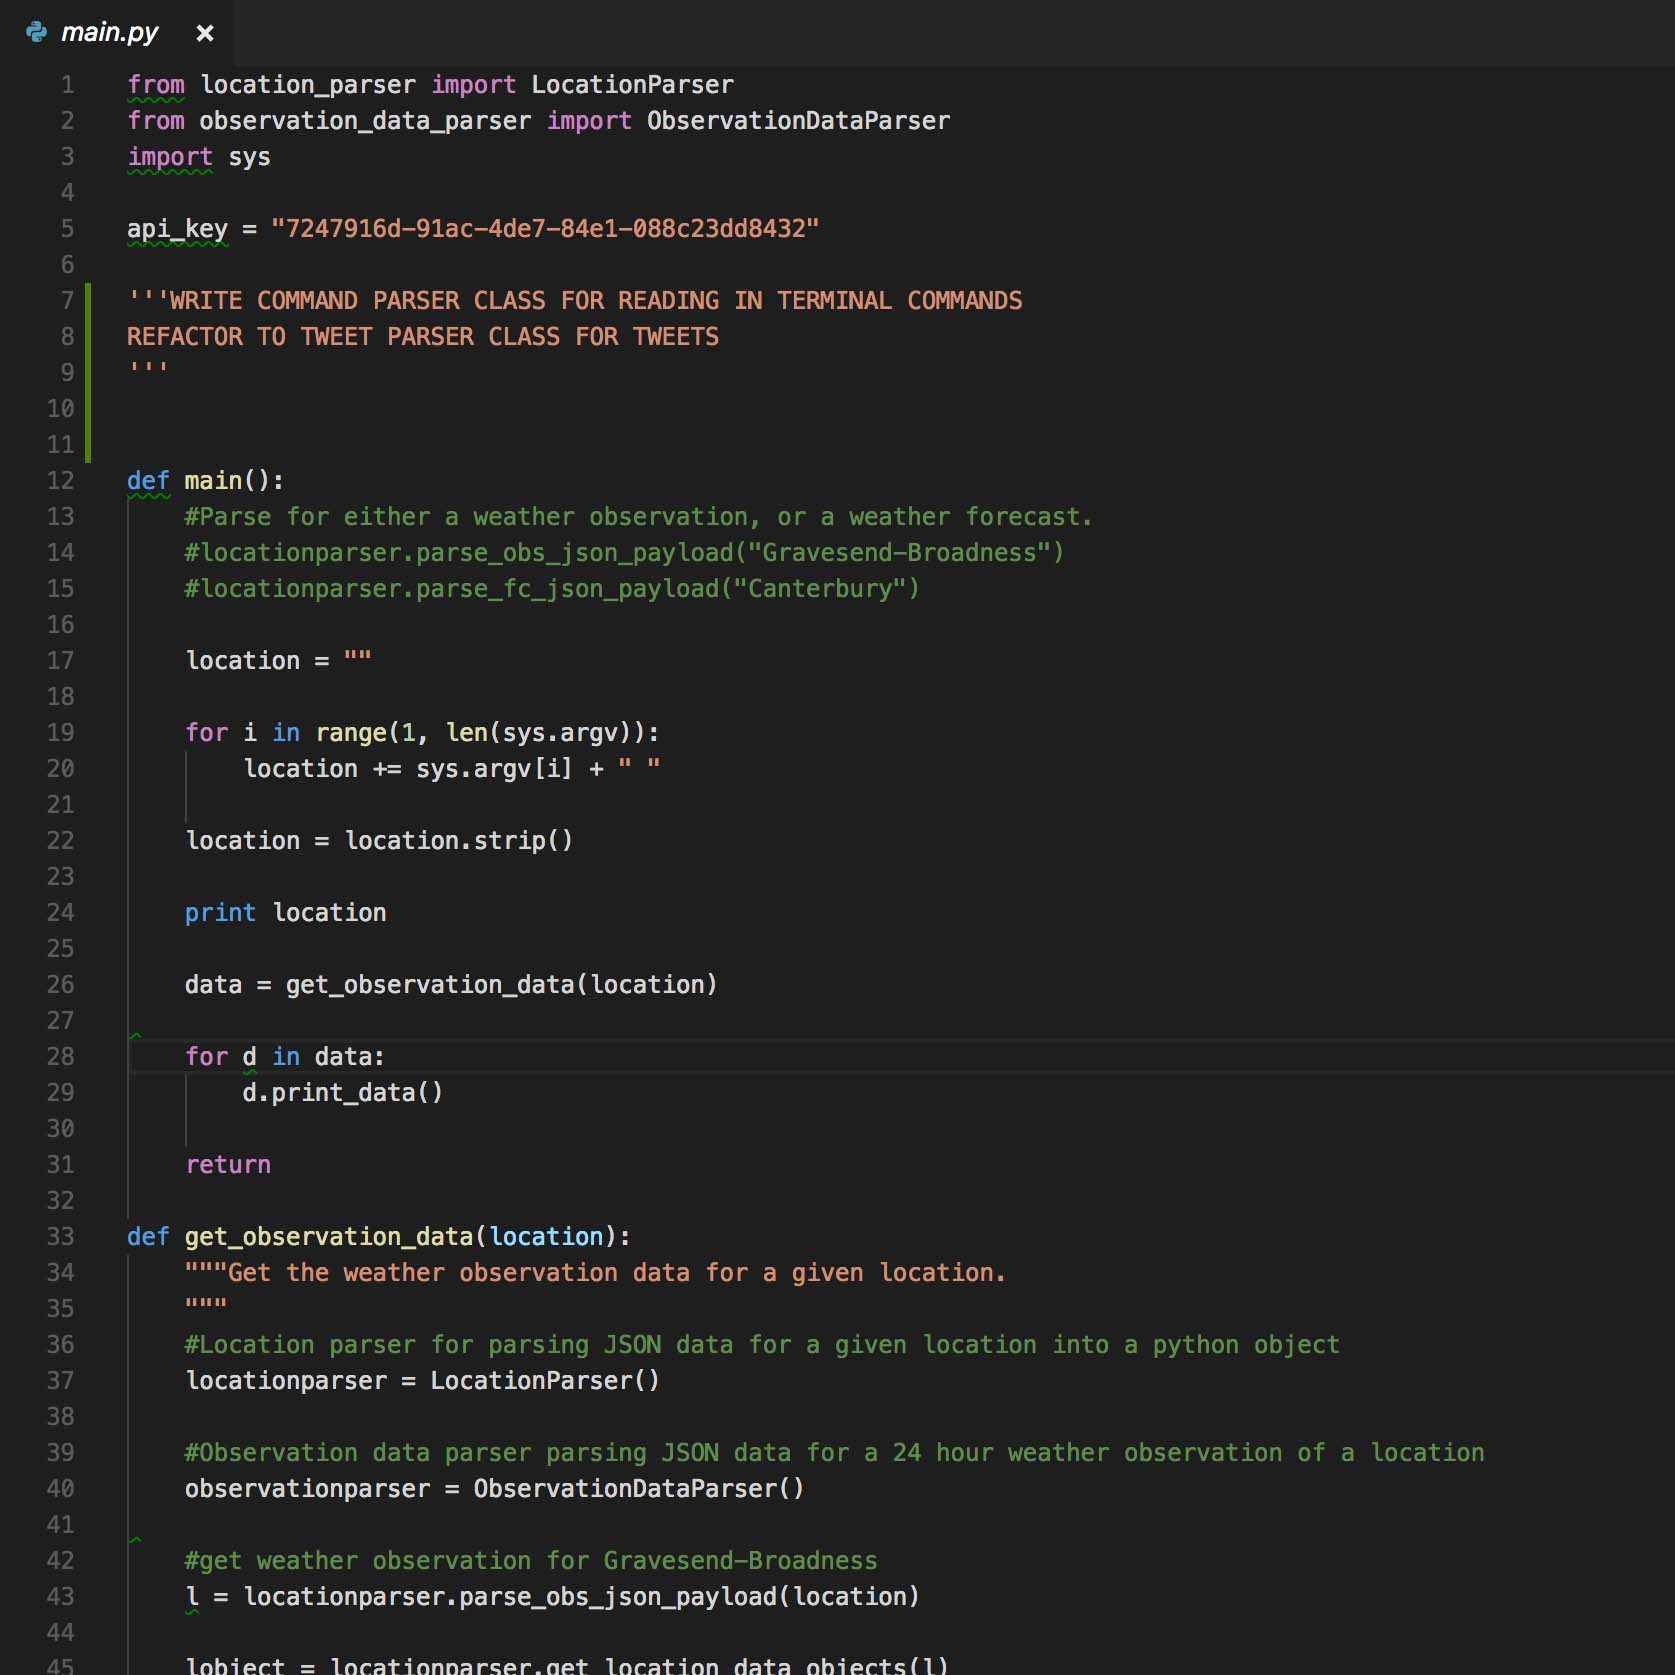 main.py ×
1 from location_parser import LocationParser
2 from observation_data_parser import ObservationDataParser
3 import sys
4
5 api_key = "7247916d-91ac-4de7-84e1-088c23dd8432"
6
7 '''WRITE COMMAND PARSER CLASS FOR READING IN TERMINAL COMMANDS
8 REFACTOR TO TWEET PARSER CLASS FOR TWEETS
9 '''
10
11
12 def main():
13     #Parse for either a weather observation, or a weather forecast.
14     #locationparser.parse_obs_json_payload("Gravesend-Broadness")
15     #locationparser.parse_fc_json_payload("Canterbury")
16
17     location = ""
18
19     for i in range(1, len(sys.argv)):
20         location += sys.argv[i] + " "
21
22     location = location.strip()
23
24     print location
25
26     data = get_observation_data(location)
27
28     for d in data:
29         d.print_data()
30
31     return
32
33 def get_observation_data(location):
34     """Get the weather observation data for a given location.
35     """
36     #Location parser for parsing JSON data for a given location into a python object
37     locationparser = LocationParser()
38
39     #Observation data parser parsing JSON data for a 24 hour weather observation of a location
40     observationparser = ObservationDataParser()
41
42     #get weather observation for Gravesend-Broadness
43     l = locationparser.parse_obs_json_payload(location)
44
45     lobject = locationparser.get_location_data_objects(l)